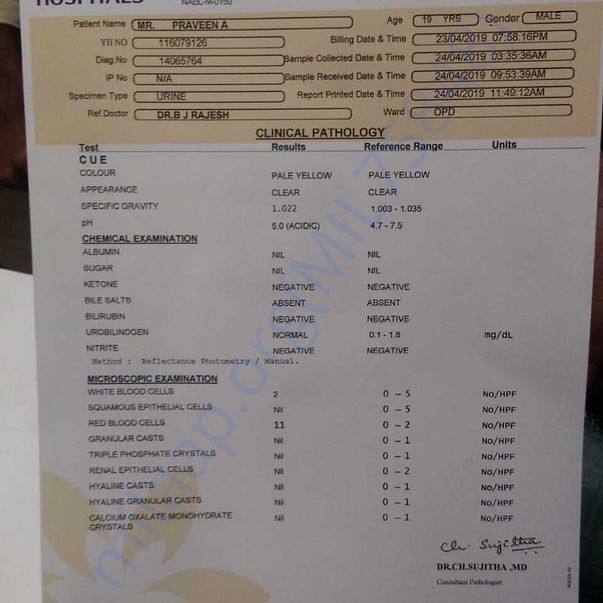 HOSPITALS NABL-M-0150
Patient Name MR. PRAVEEN A Age 19 YRS Gender MALE
YH NO 116079126 Billing Date & Time 23/04/2019 07:58:16PM
Diag.No 14065764 Sample Collected Date & Time 24/04/2019 03:35:36AM
IP No N/A Sample Received Date & Time 24/04/2019 09:53:39AM
Specimen Type URINE Report Printed Date & Time 24/04/2019 11:49:12AM
Ref.Doctor DR.B J RAJESH Ward OPD
CLINICAL PATHOLOGY
Test Results Reference Range Units
C U E
COLOUR PALE YELLOW PALE YELLOW
APPEARANCE CLEAR CLEAR
SPECIFIC GRAVITY 1.022 1.003 - 1.035
pH 5.0 (ACIDIC) 4.7 - 7.5
CHEMICAL EXAMINATION
ALBUMIN NIL NIL
SUGAR NIL NIL
KETONE NEGATIVE NEGATIVE
BILE SALTS ABSENT ABSENT
BILIRUBIN NEGATIVE NEGATIVE
UROBILINOGEN NORMAL 0.1 - 1.8 mg/dL
NITRITE NEGATIVE NEGATIVE
Method : Reflectance Photometry / Manual.
MICROSCOPIC EXAMINATION
WHITE BLOOD CELLS 2 0 - 5 No/HPF
SQUAMOUS EPITHELIAL CELLS Nil 0 - 5 No/HPF
RED BLOOD CELLS 11 0 - 2 No/HPF
GRANULAR CASTS Nil 0 - 1 No/HPF
TRIPLE PHOSPHATE CRYSTALS Nil 0 - 1 No/HPF
RENAL EPITHELIAL CELLS Nil 0 - 2 No/HPF
HYALINE CASTS Nil 0 - 1 No/HPF
HYALINE GRANULAR CASTS Nil 0 - 1 No/HPF
CALCIUM OXALATE MONOHYDRATE Nil 0 - 1 No/HPF
CRYSTALS
Ch. Sujitha
DR.CH.SUJITHA ,MD
Consultant Pathologist